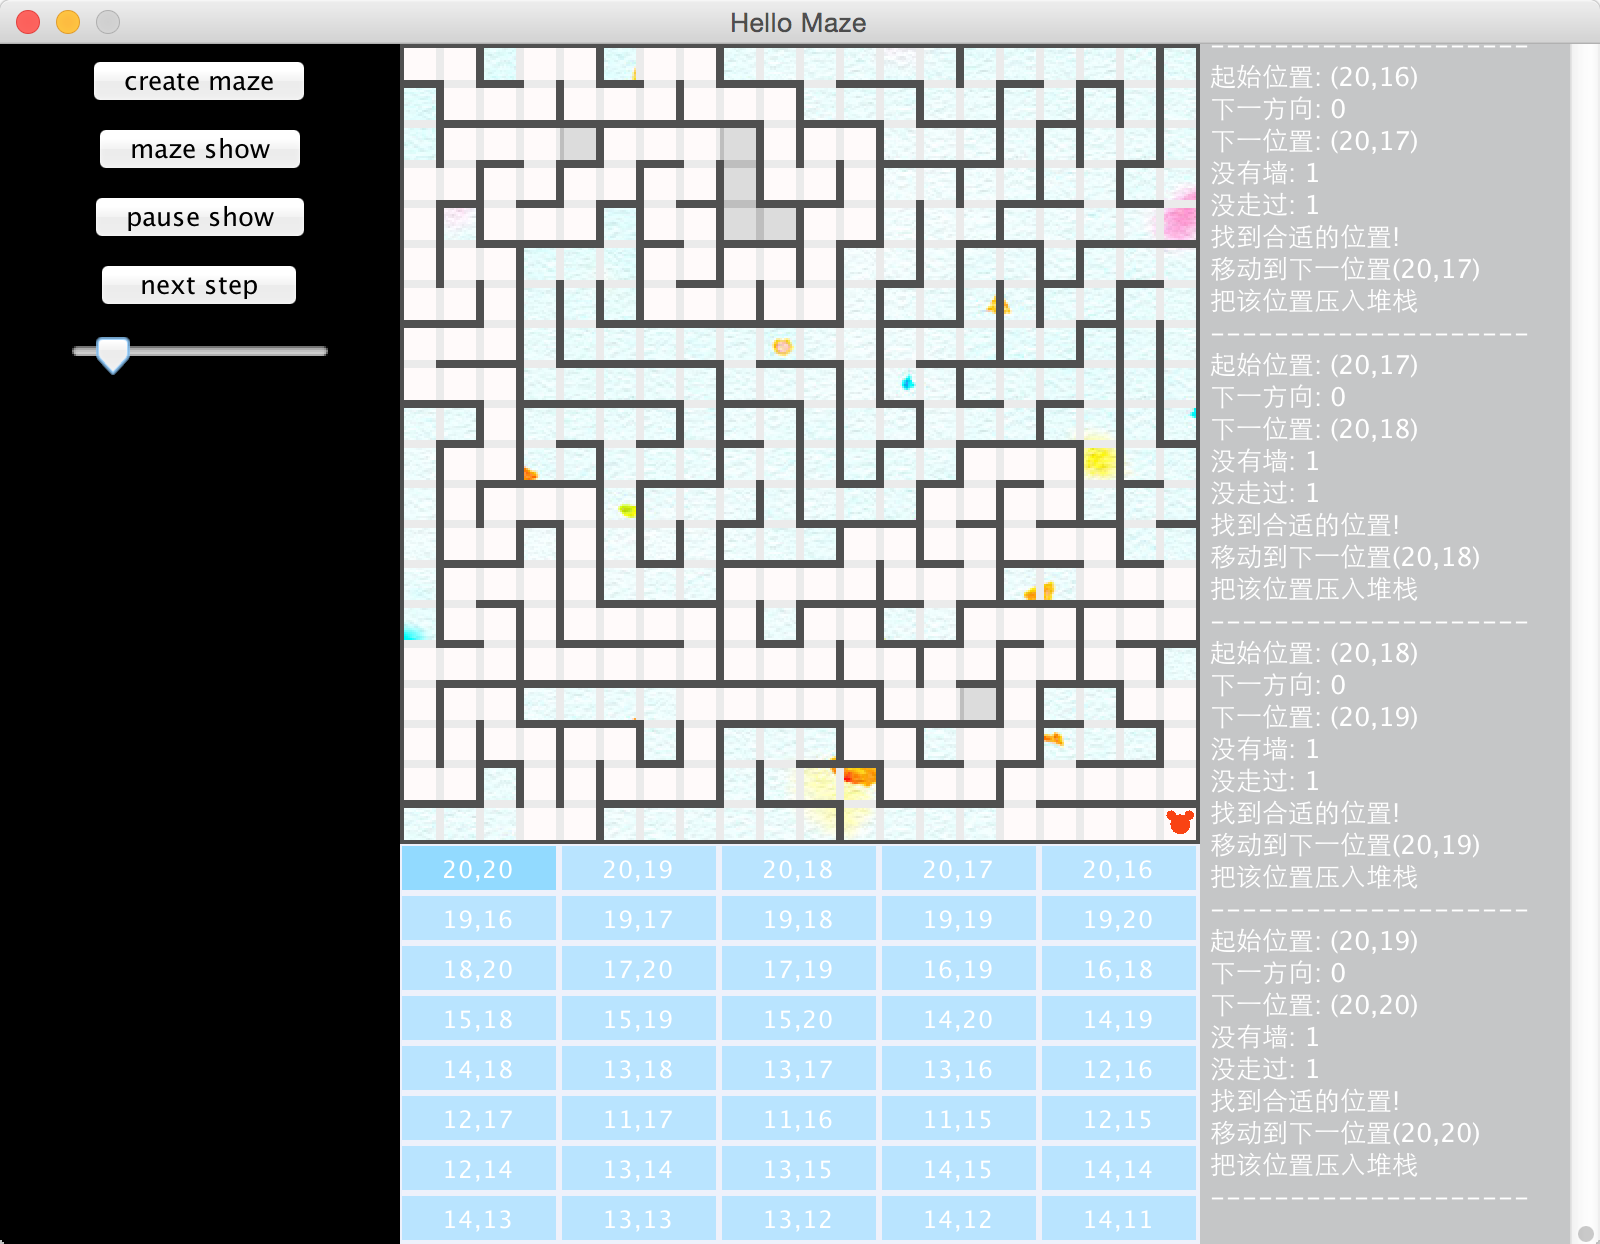 Hello Maze
create maze
maze show
pause show
next step
20,20 20,19 20,18 20,17 20,16
19,16 19,17 19,18 19,19 19,20
18,20 17,20 17,19 16,19 16,18
15,18 15,19 15,20 14,20 14,19
14,18 13,18 13,17 13,16 12,16
12,17 11,17 11,16 11,15 12,15
12,14 13,14 13,15 14,15 14,14
14,13 13,13 13,12 14,12 14,11
--------------------
起始位置: (20,16)
下一方向: 0
下一位置: (20,17)
没有墙: 1
没走过: 1
找到合适的位置!
移动到下一位置(20,17)
把该位置压入堆栈
--------------------
起始位置: (20,17)
下一方向: 0
下一位置: (20,18)
没有墙: 1
没走过: 1
找到合适的位置!
移动到下一位置(20,18)
把该位置压入堆栈
--------------------
起始位置: (20,18)
下一方向: 0
下一位置: (20,19)
没有墙: 1
没走过: 1
找到合适的位置!
移动到下一位置(20,19)
把该位置压入堆栈
--------------------
起始位置: (20,19)
下一方向: 0
下一位置: (20,20)
没有墙: 1
没走过: 1
找到合适的位置!
移动到下一位置(20,20)
把该位置压入堆栈
--------------------